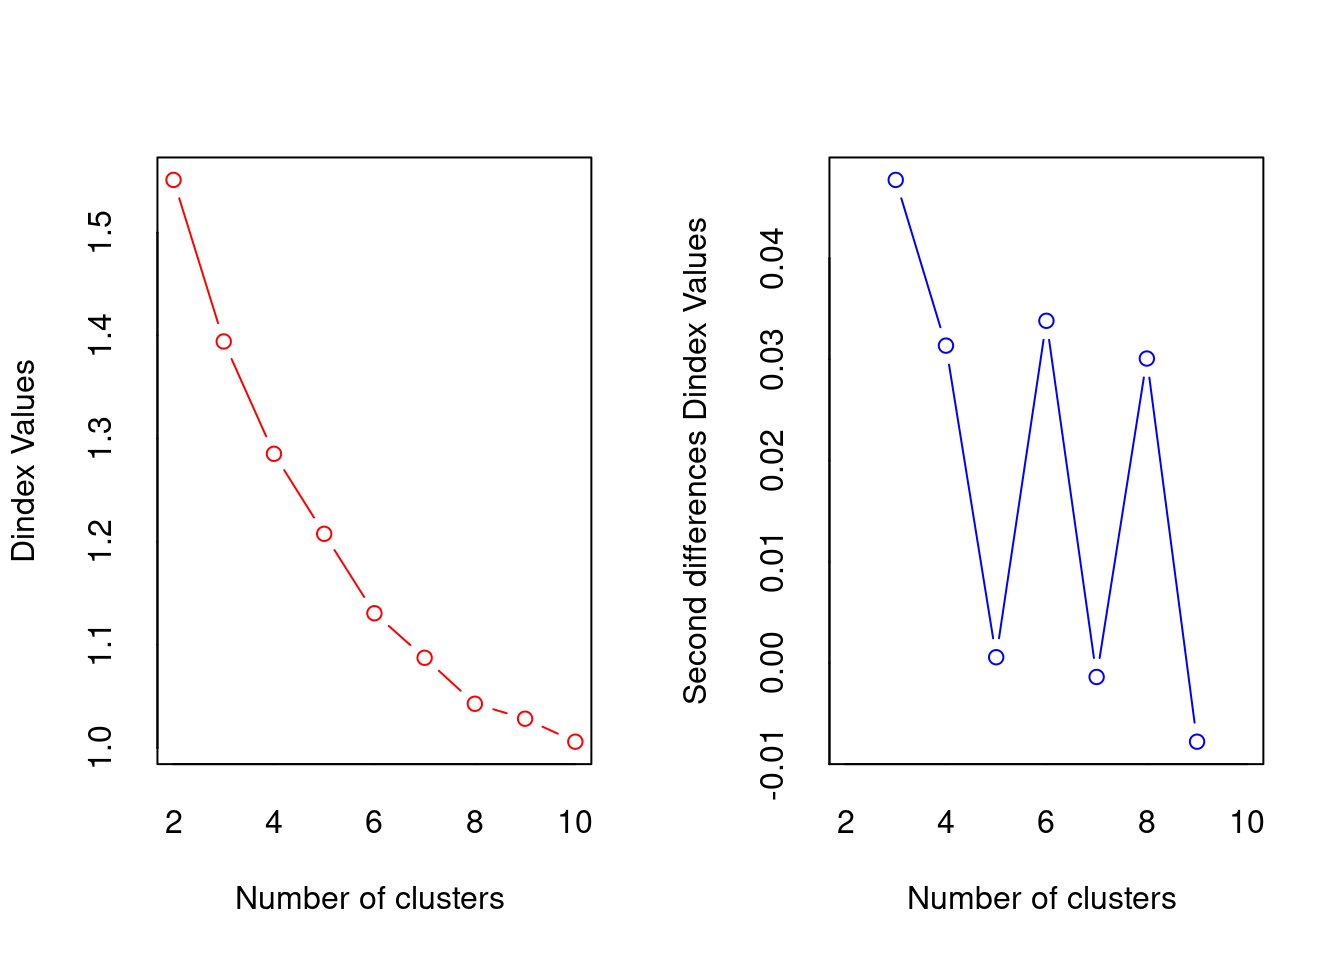 Dindex Values
1.5
1.4
1.3
1.2
1.1
1.0
2 4 6 8 10
Number of clusters
Second differences Dindex Values
0.04
0.03
0.02
0.01
0.00
-0.01
2 4 6 8 10
Number of clusters